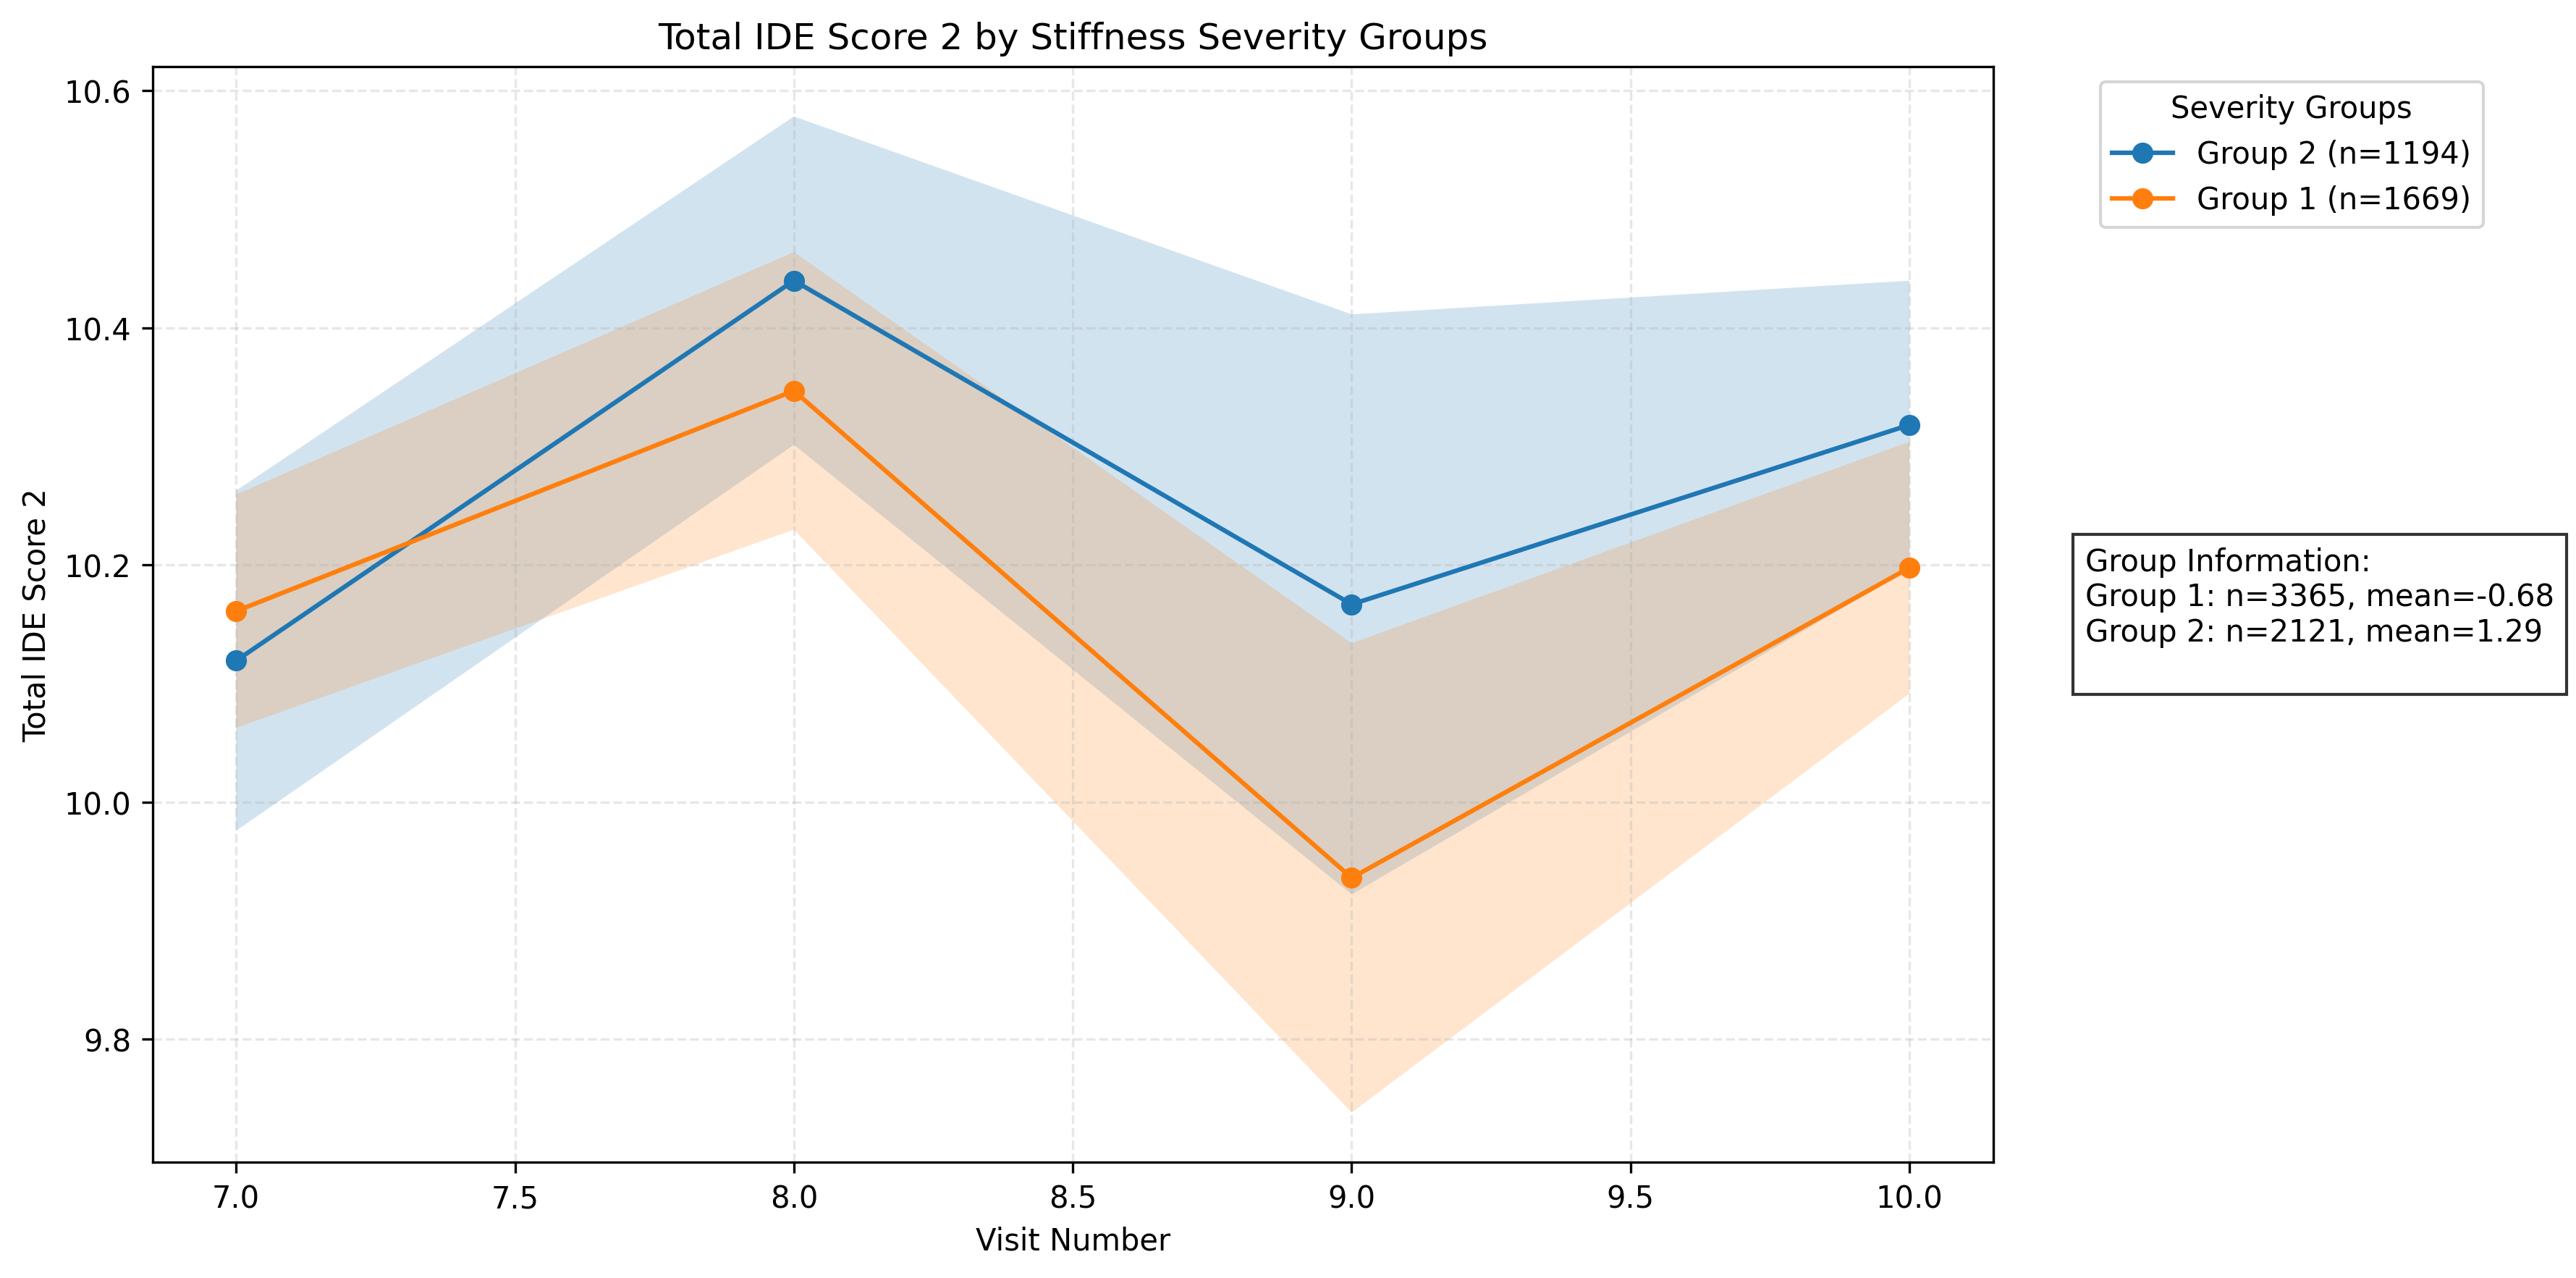 Total IDE Score 2 by Stiffness Severity Groups
Total IDE Score 2
10.6
10.4
10.2
10.0
9.8
7.0 7.5 8.0 8.5 9.0 9.5 10.0
Visit Number
Severity Groups
Group 2 (n=1194)
Group 1 (n=1669)
Group Information:
Group 1: n=3365, mean=-0.68
Group 2: n=2121, mean=1.29